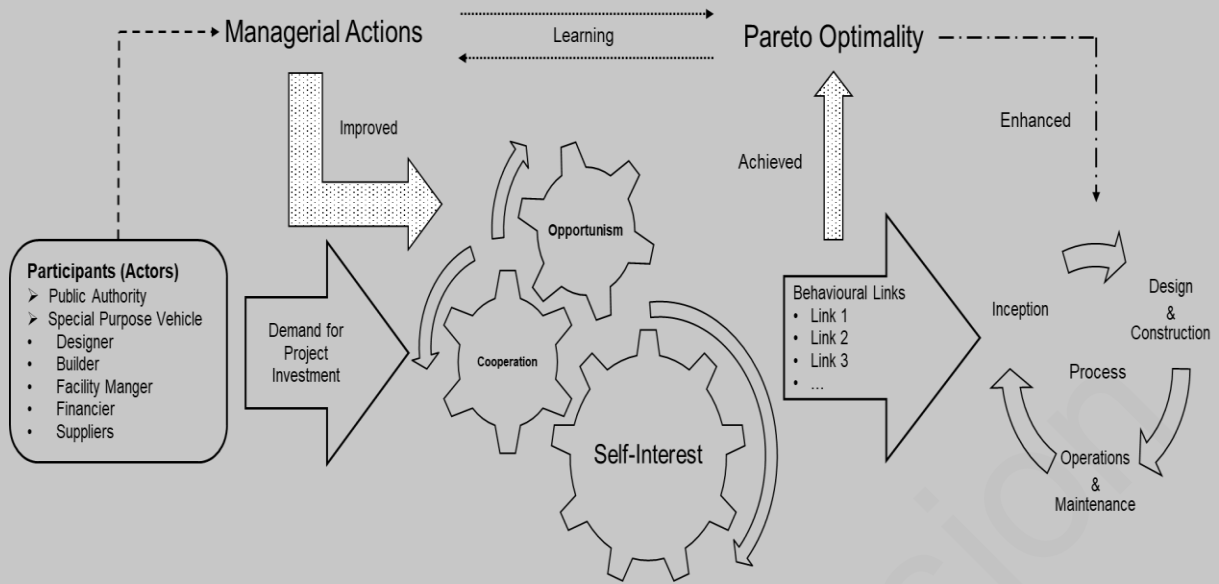 Managerial Actions
Learning
Pareto Optimality
Improved
Achieved
Enhanced
Participants (Actors)
➢ Public Authority
➢ Special Purpose Vehicle
• Designer
• Builder
• Facility Manger
• Financier
• Suppliers
Demand for
Project
Investment
Opportunism
Cooperation
Self-Interest
Behavioural Links
• Link 1
• Link 2
• Link 3
• ...
Inception
Design
&
Construction
Process
Operations
&
Maintenance
sion